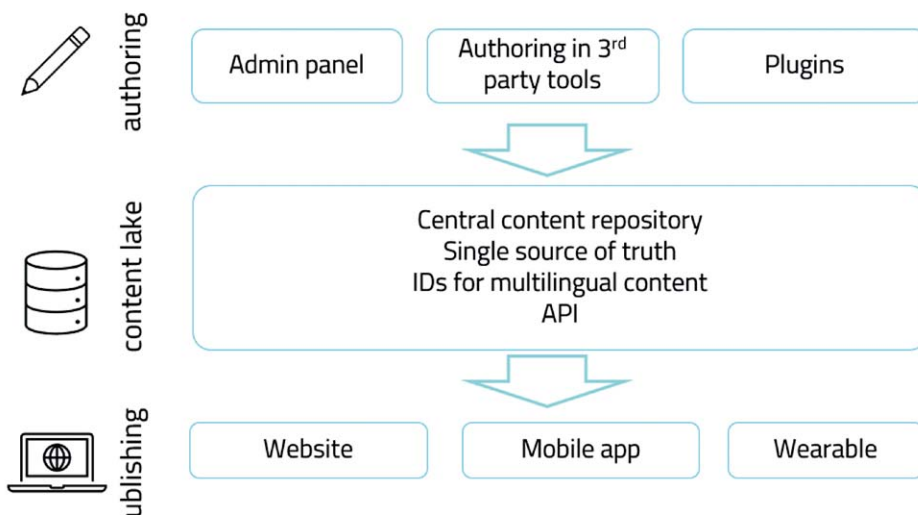 authoring
Admin panel
Authoring in 3rd
party tools
Plugins
content lake
Central content repository
Single source of truth
IDs for multilingual content
API
ublishing
Website
Mobile app
Wearable